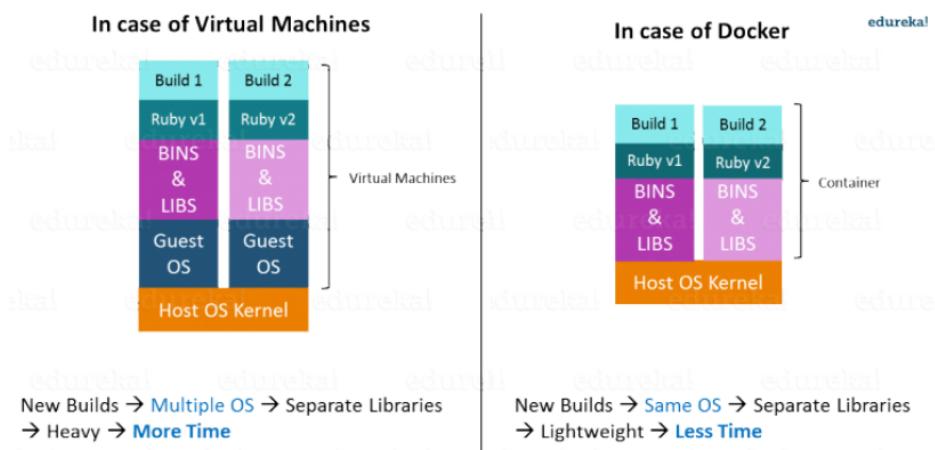 In case of Virtual Machines
Build 1
Build 2
Ruby v1
Ruby v2
BINS
&
LIBS
BINS
&
LIBS
Guest
OS
Guest
OS
Host OS Kernel
Virtual Machines
New Builds → Multiple OS → Separate Libraries
→ Heavy → More Time
In case of Docker
edureka!
Build 1
Build 2
Ruby v1
Ruby v2
BINS
&
LIBS
BINS
&
LIBS
Host OS Kernel
Container
New Builds → Same OS → Separate Libraries
→ Lightweight → Less Time